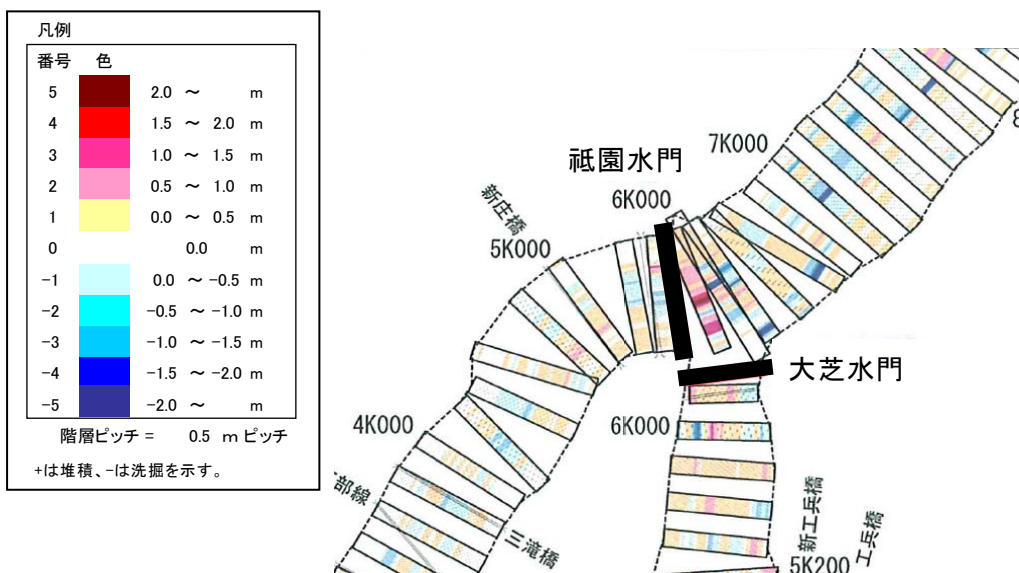 凡例
番号 色
5 2.0 ～ m
4 1.5 ～ 2.0 m
3 1.0 ～ 1.5 m
2 0.5 ～ 1.0 m
1 0.0 ～ 0.5 m
0 0.0 m
-1 0.0 ～ -0.5 m
-2 -0.5 ～ -1.0 m
-3 -1.0 ～ -1.5 m
-4 -1.5 ～ -2.0 m
-5 -2.0 ～ m
階層ピッチ = 0.5 m ピッチ
+は堆積、-は洗掘を示す。
7K000
祇園水門
6K000
新庄橋
5K000
大芝水門
4K000
6K000
部線
三滝橋
新工兵橋
工兵橋
5K200